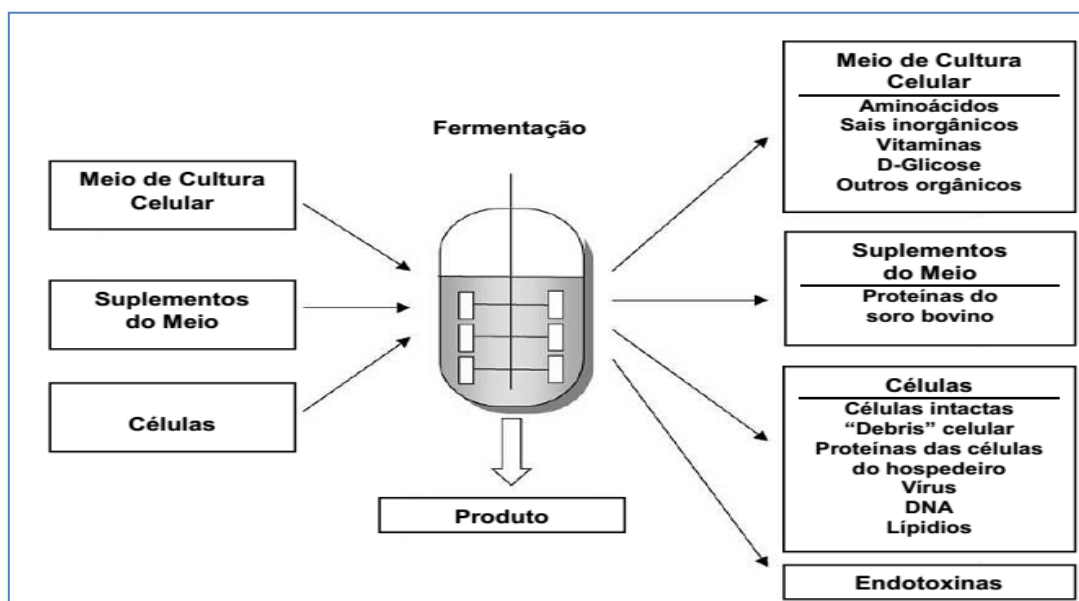 Fermentação
Meio de Cultura
Celular
Suplementos
do Meio
Células
Produto
Meio de Cultura
Celular
Aminoácidos
Sais inorgânicos
Vitaminas
D-Glicose
Outros orgânicos
Suplementos
do Meio
Proteínas do
soro bovino
Células
Células intactas
“Debris” celular
Proteínas das células
do hospedeiro
Vírus
DNA
Lípidios
Endotoxinas